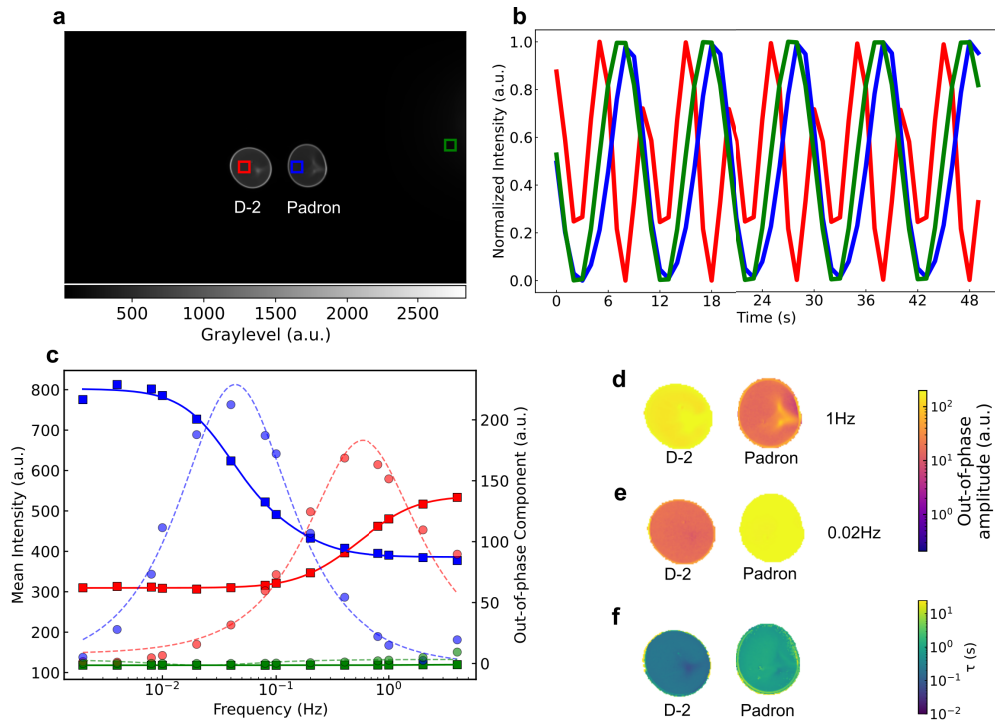 a
D-2
Padron
500
1000
1500
2000
2500
Graylevel (a.u.)
b
Normalized Intensity (a.u.)
1.0
0.8
0.6
0.4
0.2
0.0
0
6
12
18
24
30
36
42
48
Time (s)
c
Mean Intensity (a.u.)
800
700
600
500
400
300
200
100
10⁻²
10⁻¹
10⁰
Frequency (Hz)
200
150
100
50
0
Out-of-phase Component (a.u.)
d
D-2
Padron
1Hz
e
D-2
Padron
0.02Hz
10²
10¹
10⁰
Out-of-phase
amplitude (a.u.)
f
D-2
Padron
10¹
10⁰
10⁻¹
10⁻²
τ (s)